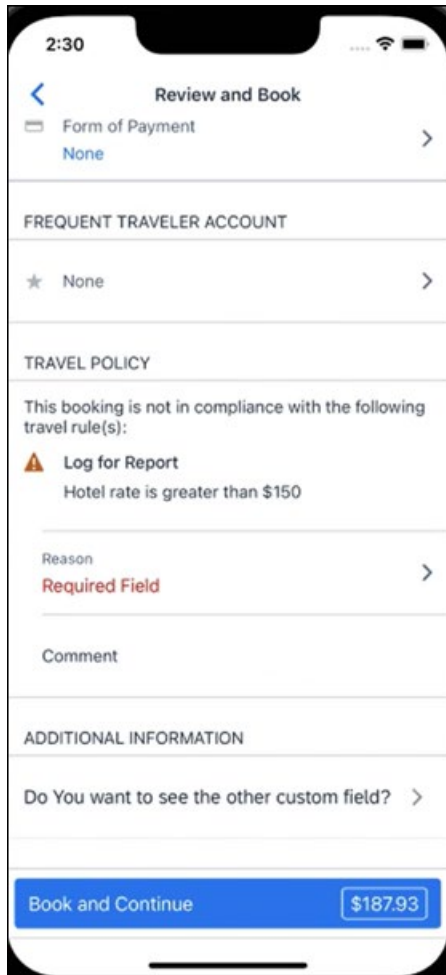 2:30
Review and Book
Form of Payment
None
FREQUENT TRAVELER ACCOUNT
None
TRAVEL POLICY
This booking is not in compliance with the following
travel rule(s):
Log for Report
Hotel rate is greater than $150
Reason
Required Field
Comment
ADDITIONAL INFORMATION
Do You want to see the other custom field?
Book and Continue $187.93